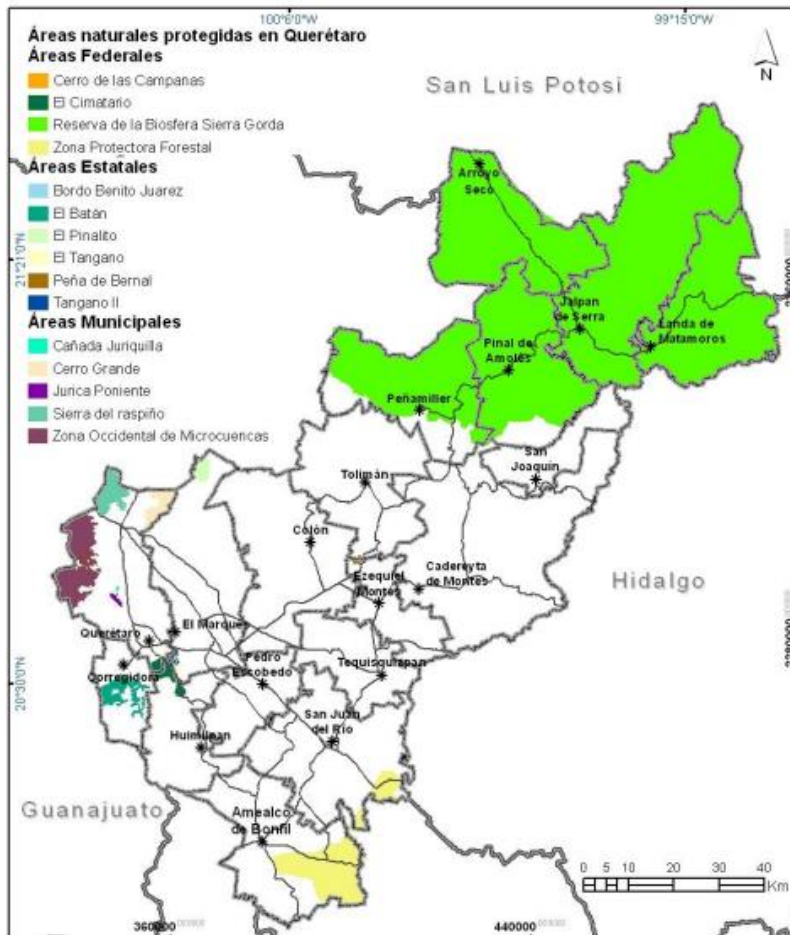 100°6'0"W
99°15'0"W
Áreas naturales protegidas en Querétaro
Áreas Federales
Cerro de las Campanas
El Cimatario
Reserva de la Biosfera Sierra Gorda
Zona Protectora Forestal
Áreas Estatales
Bordo Benito Juarez
El Batán
El Pinalito
El Tangano
Peña de Bernal
Tangano II
Áreas Municipales
Cañada Juriquilla
Cerro Grande
Jurica Poniente
Sierra del raspiño
Zona Occidental de Microcuencas
N
San Luis Potosi
21°21'0"N
Arroyo
Seco
Jalpan
de Serra
Landa de
Matamoros
Pinal de
Amoles
Peñamiller
San
Joaquin
Tolimán
Colón
Cadereyta
de Montes
Ezequiel
Montes
Hidalgo
Querétaro
El Marques
Corregidora
Pedro
Escobedo
Tequisquiapan
2280000
20°30'0"N
San Juan
del Río
Huimilpan
Guanajuato
Amealco
de Bonfil
0 5 10 20 30 40
Km
360000
440000